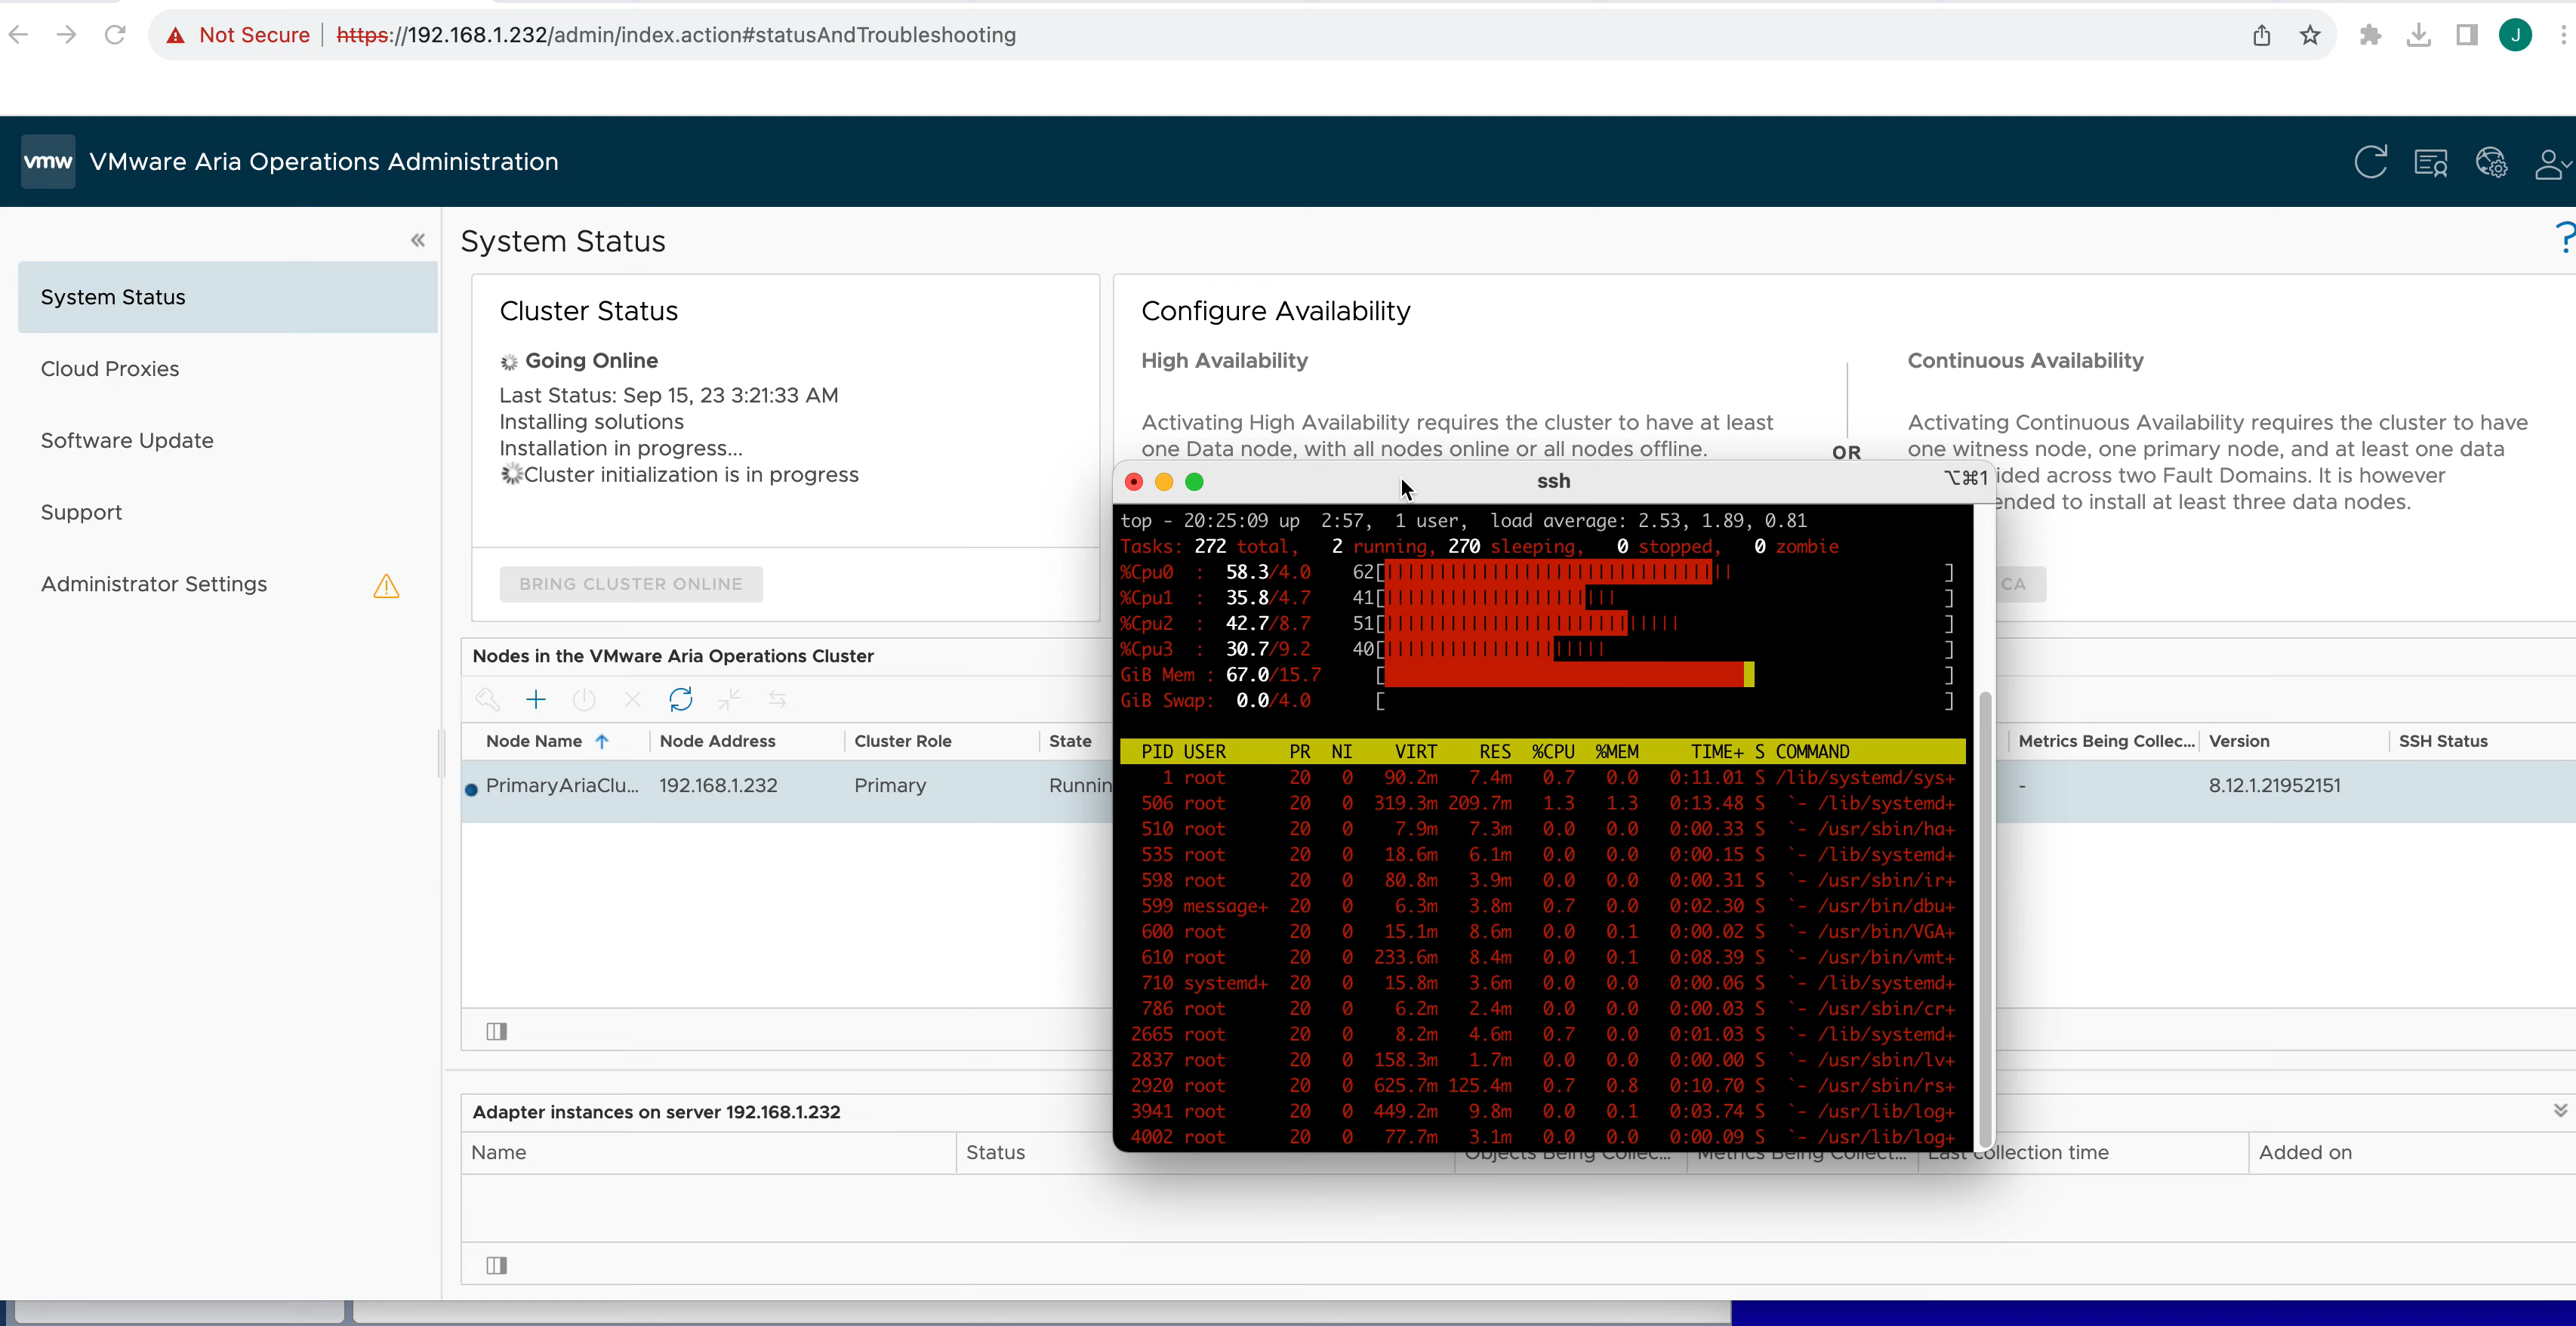 Not Secure https://192.168.1.232/admin/index.action#statusAndTroubleshooting
J
vmw VMware Aria Operations Administration
System Status
Cloud Proxies
Software Update
Support
Administrator Settings
System Status
?
Cluster Status
Going Online
Last Status: Sep 15, 23 3:21:33 AM
Installing solutions
Installation in progress...
Cluster initialization is in progress
BRING CLUSTER ONLINE
Configure Availability
High Availability
Activating High Availability requires the cluster to have at least
one Data node, with all nodes online or all nodes offline.
OR
Continuous Availability
Activating Continuous Availability requires the cluster to have
one witness node, one primary node, and at least one data
ided across two Fault Domains. It is however
ended to install at least three data nodes.
CA
Nodes in the VMware Aria Operations Cluster
Node Name Node Address Cluster Role State Metrics Being Collec... Version SSH Status
PrimaryAriaClu... 192.168.1.232 Primary Runnin - 8.12.1.21952151
Adapter instances on server 192.168.1.232
Name Status Objects Being Collec... Metrics Being Collect... Last collection time Added on
ssh ⌥⌘1
top - 20:25:09 up 2:57, 1 user, load average: 2.53, 1.89, 0.81
Tasks: 272 total, 2 running, 270 sleeping, 0 stopped, 0 zombie
%Cpu0 : 58.3/4.0 62[|||||||||||||||||||||||||||||||| ]
%Cpu1 : 35.8/4.7 41[|||||||||||||||||||||| ]
%Cpu2 : 42.7/8.7 51[|||||||||||||||||||||||||||| ]
%Cpu3 : 30.7/9.2 40[||||||||||||||||||||| ]
GiB Mem : 67.0/15.7 [ ]
GiB Swap: 0.0/4.0 [ ]
PID USER PR NI VIRT RES %CPU %MEM TIME+ S COMMAND
1 root 20 0 90.2m 7.4m 0.7 0.0 0:11.01 S /lib/systemd/sys+
506 root 20 0 319.3m 209.7m 1.3 1.3 0:13.48 S `- /lib/systemd+
510 root 20 0 7.9m 7.3m 0.0 0.0 0:00.33 S `- /usr/sbin/ha+
535 root 20 0 18.6m 6.1m 0.0 0.0 0:00.15 S `- /lib/systemd+
598 root 20 0 80.8m 3.9m 0.0 0.0 0:00.31 S `- /usr/sbin/ir+
599 message+ 20 0 6.3m 3.8m 0.7 0.0 0:02.30 S `- /usr/bin/dbu+
600 root 20 0 15.1m 8.6m 0.0 0.1 0:00.02 S `- /usr/bin/VGA+
610 root 20 0 233.6m 8.4m 0.0 0.1 0:08.39 S `- /usr/bin/vmt+
710 systemd+ 20 0 15.8m 3.6m 0.0 0.0 0:00.06 S `- /lib/systemd+
786 root 20 0 6.2m 2.4m 0.0 0.0 0:00.03 S `- /usr/sbin/cr+
2665 root 20 0 8.2m 4.6m 0.7 0.0 0:01.03 S `- /lib/systemd+
2837 root 20 0 158.3m 1.7m 0.0 0.0 0:00.00 S `- /usr/sbin/lv+
2920 root 20 0 625.7m 125.4m 0.7 0.8 0:10.70 S `- /usr/sbin/rs+
3941 root 20 0 449.2m 9.8m 0.0 0.1 0:03.74 S `- /usr/lib/log+
4002 root 20 0 77.7m 3.1m 0.0 0.0 0:00.09 S `- /usr/lib/log+